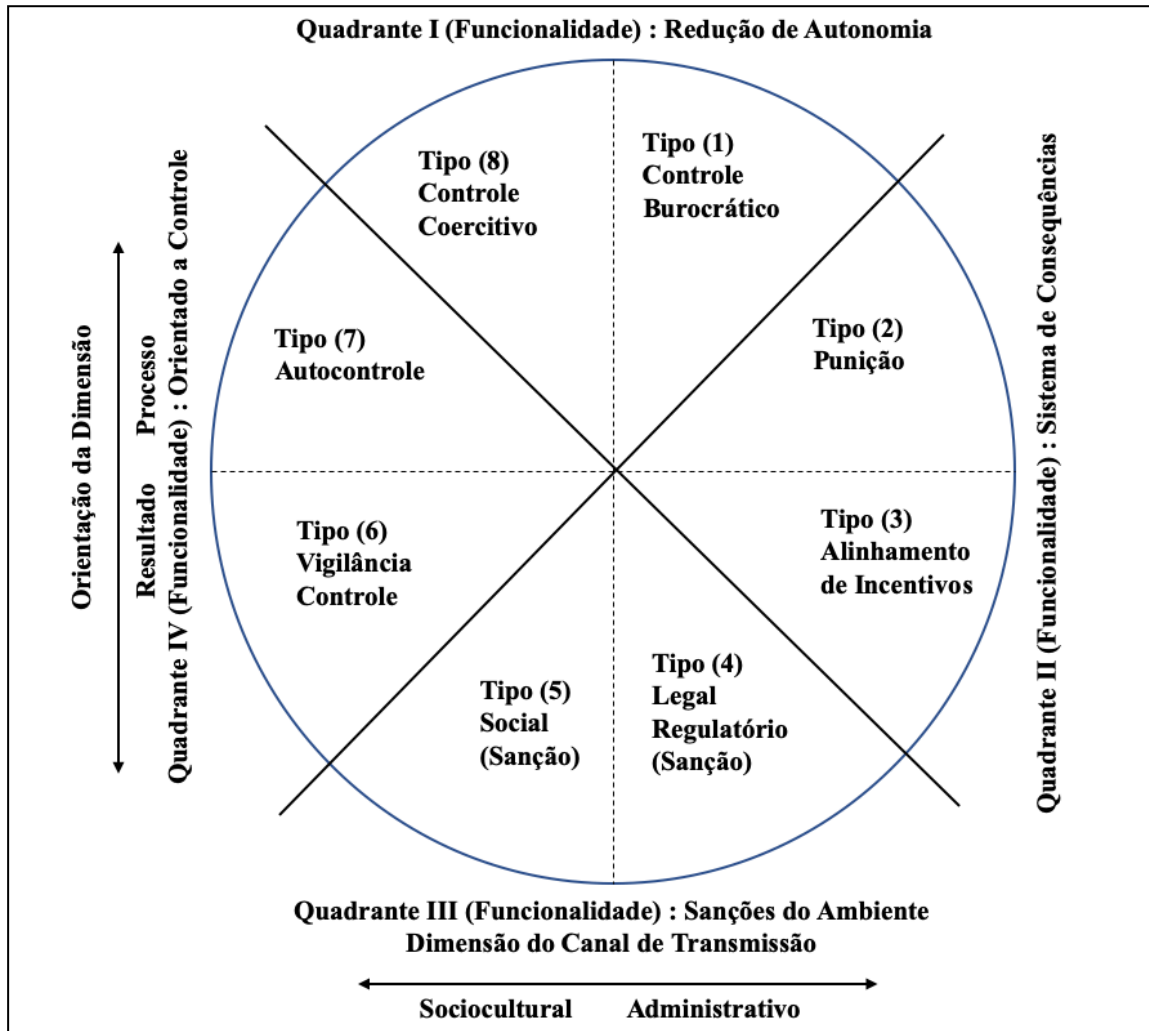 Quadrante I (Funcionalidade) : Redução de Autonomia
Tipo (8)
Controle
Coercitivo
Tipo (1)
Controle
Burocrático
Tipo (7)
Autocontrole
Tipo (2)
Punição
Tipo (6)
Vigilância
Controle
Tipo (3)
Alinhamento
de Incentivos
Tipo (5)
Social
(Sanção)
Tipo (4)
Legal
Regulatório
(Sanção)
Orientação da Dimensão
Resultado Processo
Quadrante IV (Funcionalidade) : Orientado a Controle
Quadrante II (Funcionalidade) : Sistema de Consequências
Quadrante III (Funcionalidade) : Sanções do Ambiente
Dimensão do Canal de Transmissão
Sociocultural Administrativo